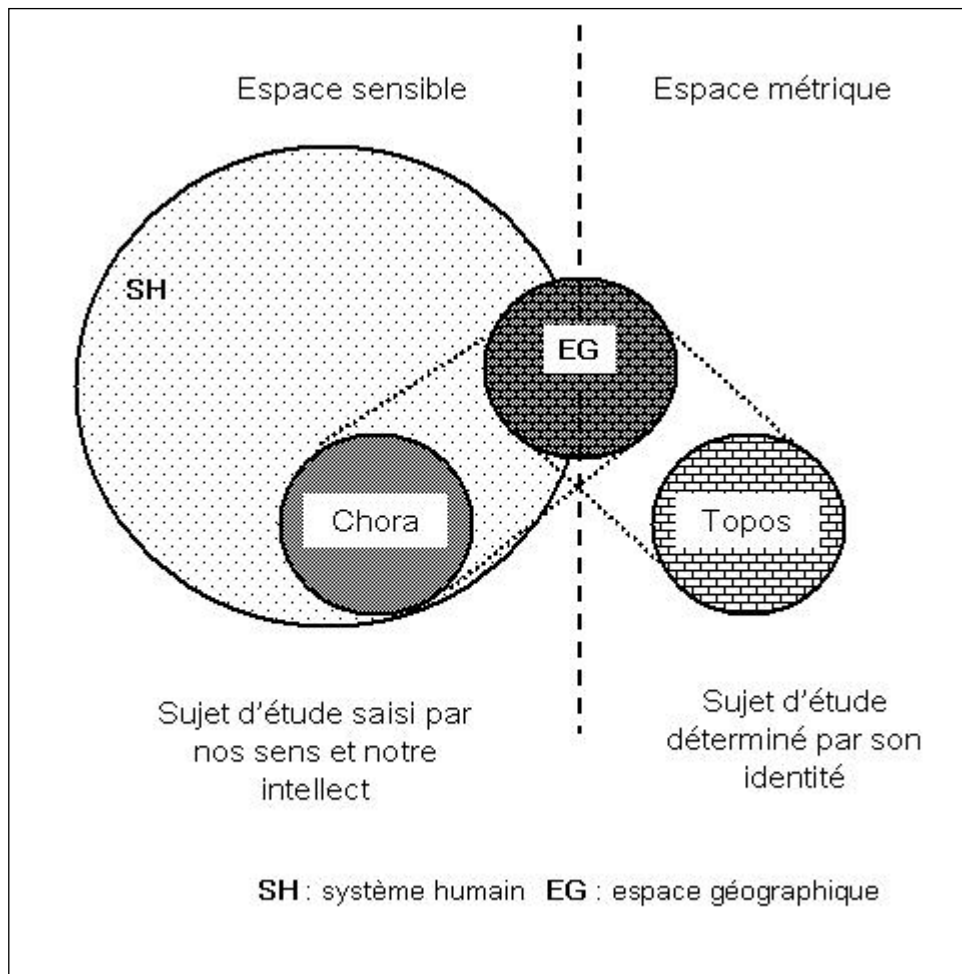 Espace sensible
Espace métrique
SH
EG
Chora
Topos
Sujet d'étude saisi par
nos sens et notre
intellect
Sujet d'étude
déterminé par son
identité
SH : système humain EG : espace géographique